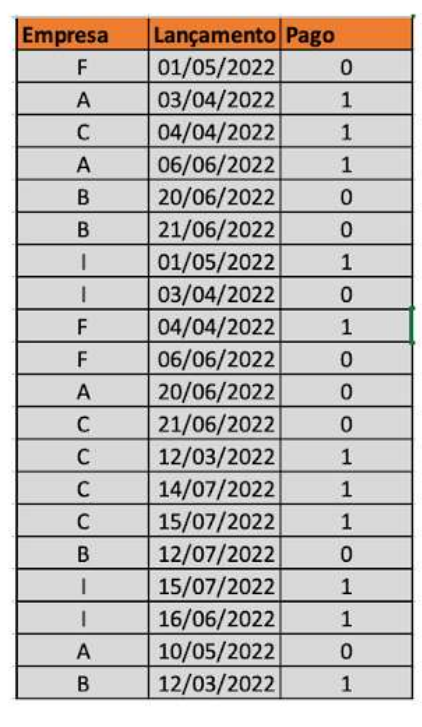 Empresa Lançamento Pago
F 01/05/2022 0
A 03/04/2022 1
C 04/04/2022 1
A 06/06/2022 1
B 20/06/2022 0
B 21/06/2022 0
I 01/05/2022 1
I 03/04/2022 0
F 04/04/2022 1
F 06/06/2022 0
A 20/06/2022 0
C 21/06/2022 0
C 12/03/2022 1
C 14/07/2022 1
C 15/07/2022 1
B 12/07/2022 0
I 15/07/2022 1
I 16/06/2022 1
A 10/05/2022 0
B 12/03/2022 1